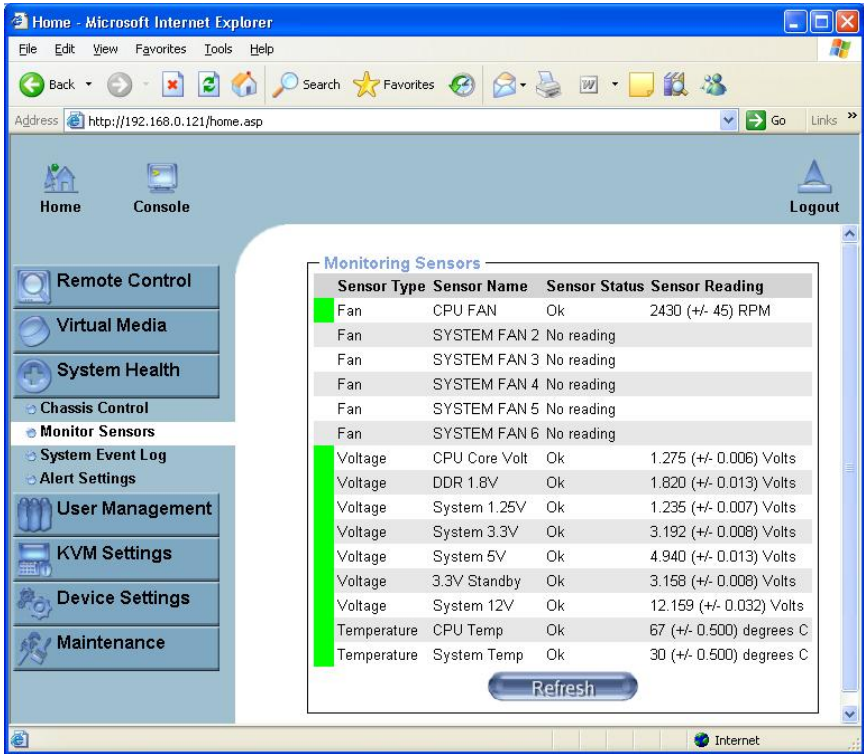 Home - Microsoft Internet Explorer
File Edit View Favorites Tools Help
Back Search Favorites
Address http://192.168.0.121/home.asp Go Links »
Home Console Logout
Remote Control
Virtual Media
System Health
Chassis Control
Monitor Sensors
System Event Log
Alert Settings
User Management
KVM Settings
Device Settings
Maintenance
Monitoring Sensors
Sensor Type Sensor Name Sensor Status Sensor Reading
Fan CPU FAN Ok 2430 (+/- 45) RPM
Fan SYSTEM FAN 2 No reading
Fan SYSTEM FAN 3 No reading
Fan SYSTEM FAN 4 No reading
Fan SYSTEM FAN 5 No reading
Fan SYSTEM FAN 6 No reading
Voltage CPU Core Volt Ok 1.275 (+/- 0.006) Volts
Voltage DDR 1.8V Ok 1.820 (+/- 0.013) Volts
Voltage System 1.25V Ok 1.235 (+/- 0.007) Volts
Voltage System 3.3V Ok 3.192 (+/- 0.008) Volts
Voltage System 5V Ok 4.940 (+/- 0.013) Volts
Voltage 3.3V Standby Ok 3.158 (+/- 0.008) Volts
Voltage System 12V Ok 12.159 (+/- 0.032) Volts
Temperature CPU Temp Ok 67 (+/- 0.500) degrees C
Temperature System Temp Ok 30 (+/- 0.500) degrees C
Refresh
Internet